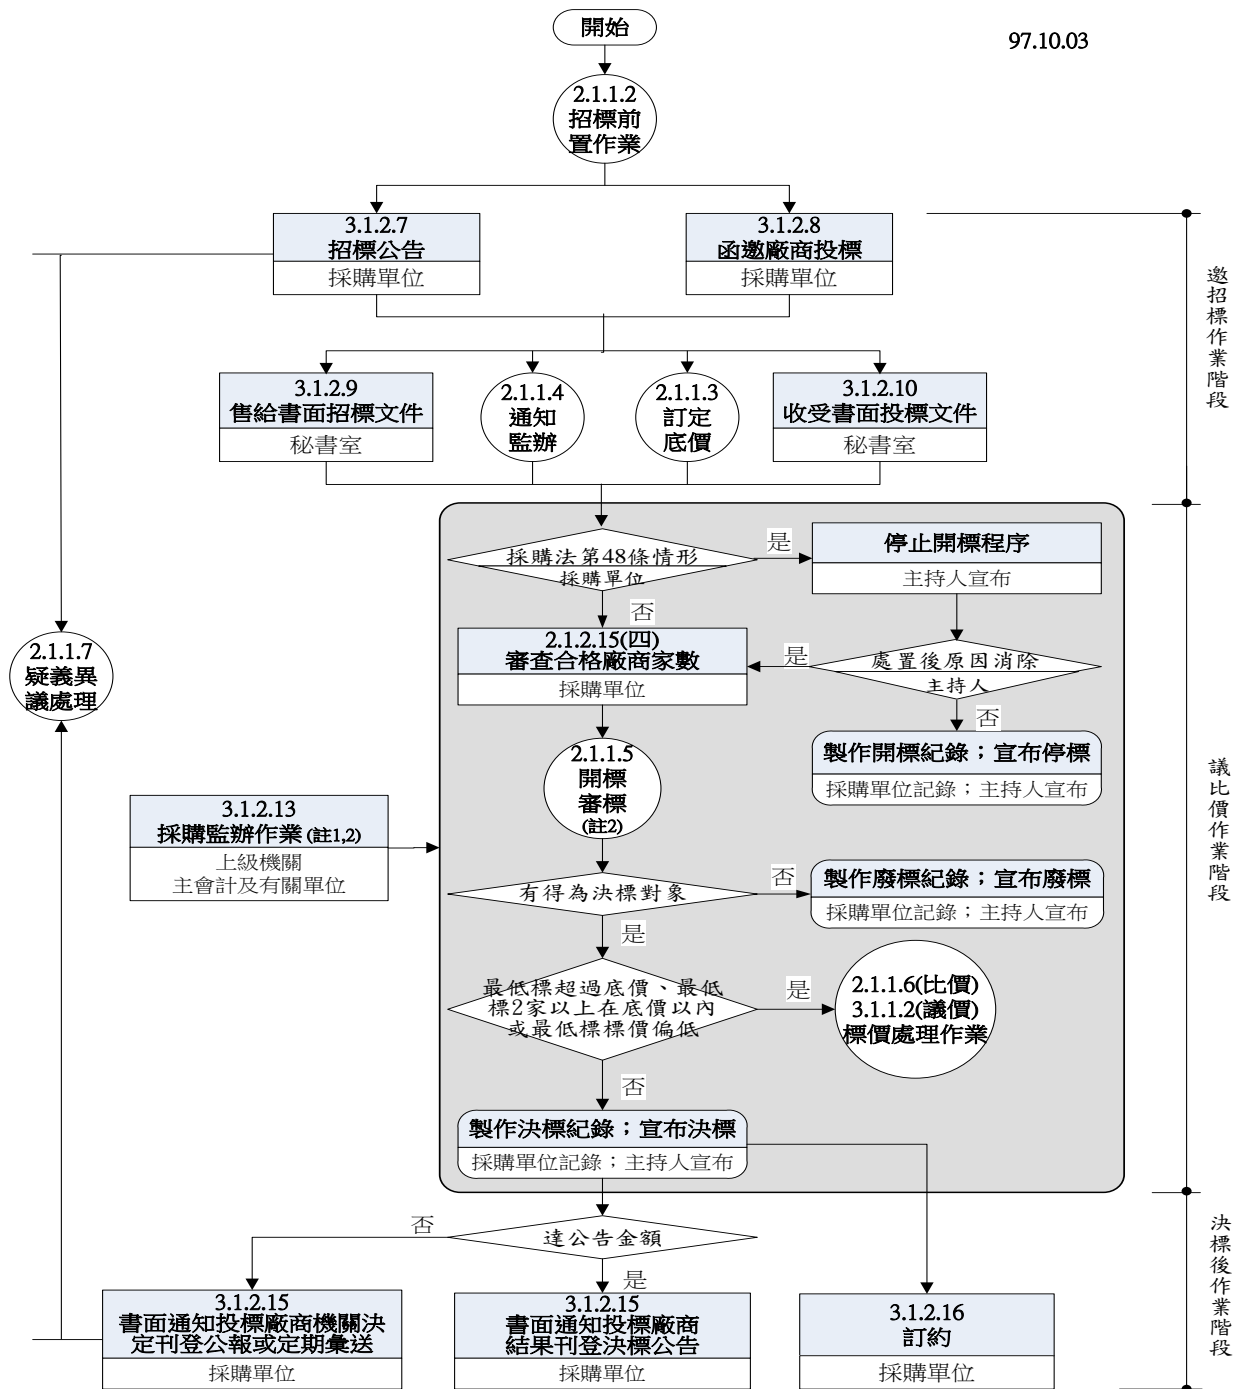 開始
97.10.03
2.1.1.2
招標前
置作業
3.1.2.7
招標公告
採購單位
3.1.2.8
函邀廠商投標
採購單位
邀招標作業階段
3.1.2.9
售給書面招標文件
秘書室
2.1.1.4
通知
監辦
2.1.1.3
訂定
底價
3.1.2.10
收受書面投標文件
秘書室
採購法第48條情形
採購單位
是
停止開標程序
主持人宣布
否
2.1.2.15(四)
審查合格廠商家數
採購單位
是
處置後原因消除
主持人
否
2.1.1.7
疑義異
議處理
製作開標紀錄；宣布停標
採購單位記錄；主持人宣布
2.1.1.5
開標
審標
(註2)
議比價作業階段
3.1.2.13
採購監辦作業(註1,2)
上級機關
主會計及有關單位
有得為決標對象
否
製作廢標紀錄；宣布廢標
採購單位記錄；主持人宣布
是
最低標超過底價、最低
標2家以上在底價以內
或最低標標價偏低
是
2.1.1.6(比價)
3.1.1.2(議價)
標價處理作業
否
製作決標紀錄；宣布決標
採購單位記錄；主持人宣布
達公告金額
否
是
決標後作業階段
3.1.2.15
書面通知投標廠商機關決
定刊登公報或定期彙送
採購單位
3.1.2.15
書面通知投標廠商
結果刊登決標公告
採購單位
3.1.2.16
訂約
採購單位